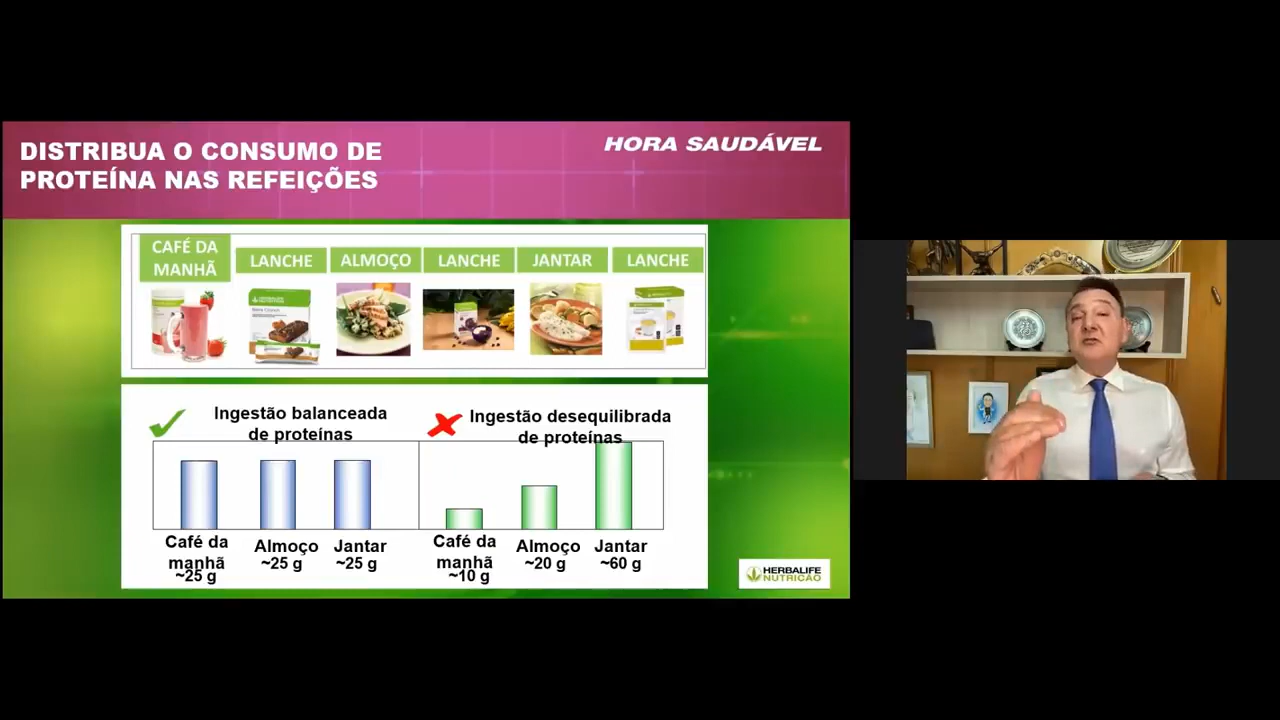 DISTRIBUA O CONSUMO DE
PROTEÍNA NAS REFEIÇÕES
HORA SAUDÁVEL
CAFÉ DA
MANHÃ
LANCHE
ALMOÇO
LANCHE
JANTAR
LANCHE
Ingestão balanceada
de proteínas
Ingestão desequilibrada
de proteínas
Café da
manhã
~25 g
Almoço
~25 g
Jantar
~25 g
Café da
manhã
~10 g
Almoço
~20 g
Jantar
~60 g
HERBALIFE
NUTRIÇÃO